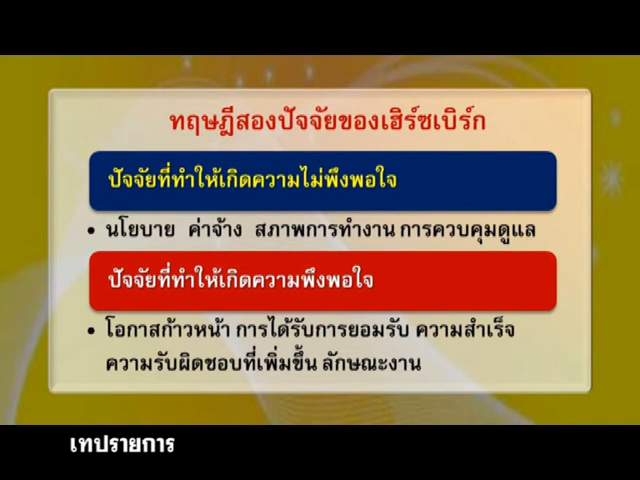 ทฤษฎีสองปัจจัยของเฮิร์ซเบิร์ก
ปัจจัยที่ทำให้เกิดความไม่พึงพอใจ
• นโยบาย ค่าจ้าง สภาพการทำงาน การควบคุมดูแล
ปัจจัยที่ทำให้เกิดความพึงพอใจ
• โอกาสก้าวหน้า การได้รับการยอมรับ ความสำเร็จ
ความรับผิดชอบที่เพิ่มขึ้น ลักษณะงาน
เทปรายการ